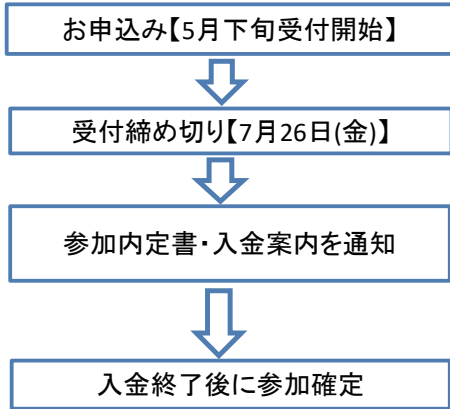 お申込み【5月下旬受付開始】
受付締め切り【7月26日(金)】
参加内定書・入金案内を通知
入金終了後に参加確定